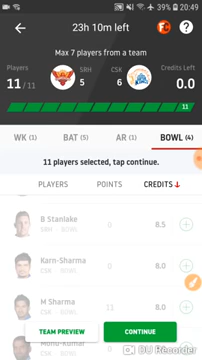 20:49
23h 10m left
Max 7 players from a team
Players
11 / 11
SRH
5
CSK
6
Credits Left
0.0
11
WK (1) BAT (5) AR (1) BOWL (4)
11 players selected, tap continue.
PLAYERS POINTS CREDITS ↓
B Stanlake
SRH BOWL
0 8.5
Karn-Sharma
CSK BOWL
0 8.0
M Sharma
CSK BOWL
11 8.0
TEAM PREVIEW CONTINUE
Monu-Kumar
DU Recorder